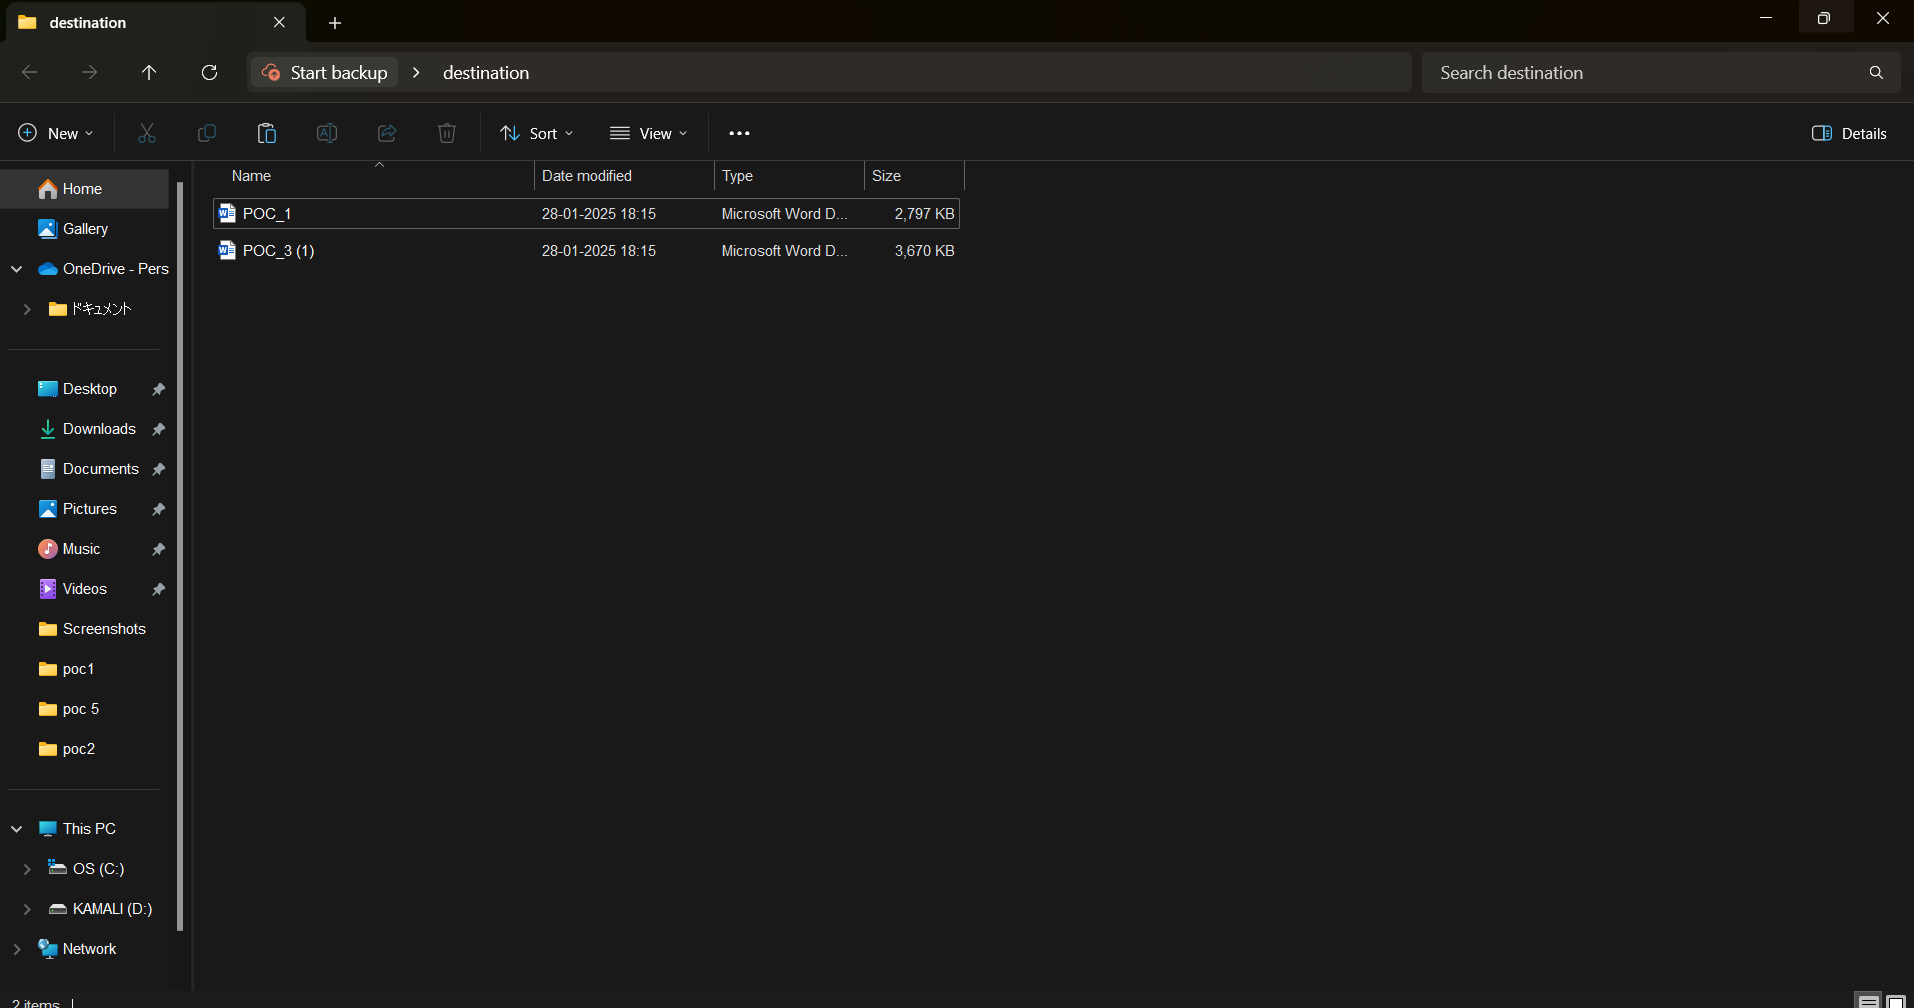 destination
Start backup > destination
Search destination
New
Sort
View
Details
Name Date modified Type Size
POC_1 28-01-2025 18:15 Microsoft Word D... 2,797 KB
POC_3 (1) 28-01-2025 18:15 Microsoft Word D... 3,670 KB
Home
Gallery
OneDrive - Pers
ドキュメント
Desktop
Downloads
Documents
Pictures
Music
Videos
Screenshots
poc1
poc 5
poc2
This PC
OS (C:)
KAMALI (D:)
Network
2 items